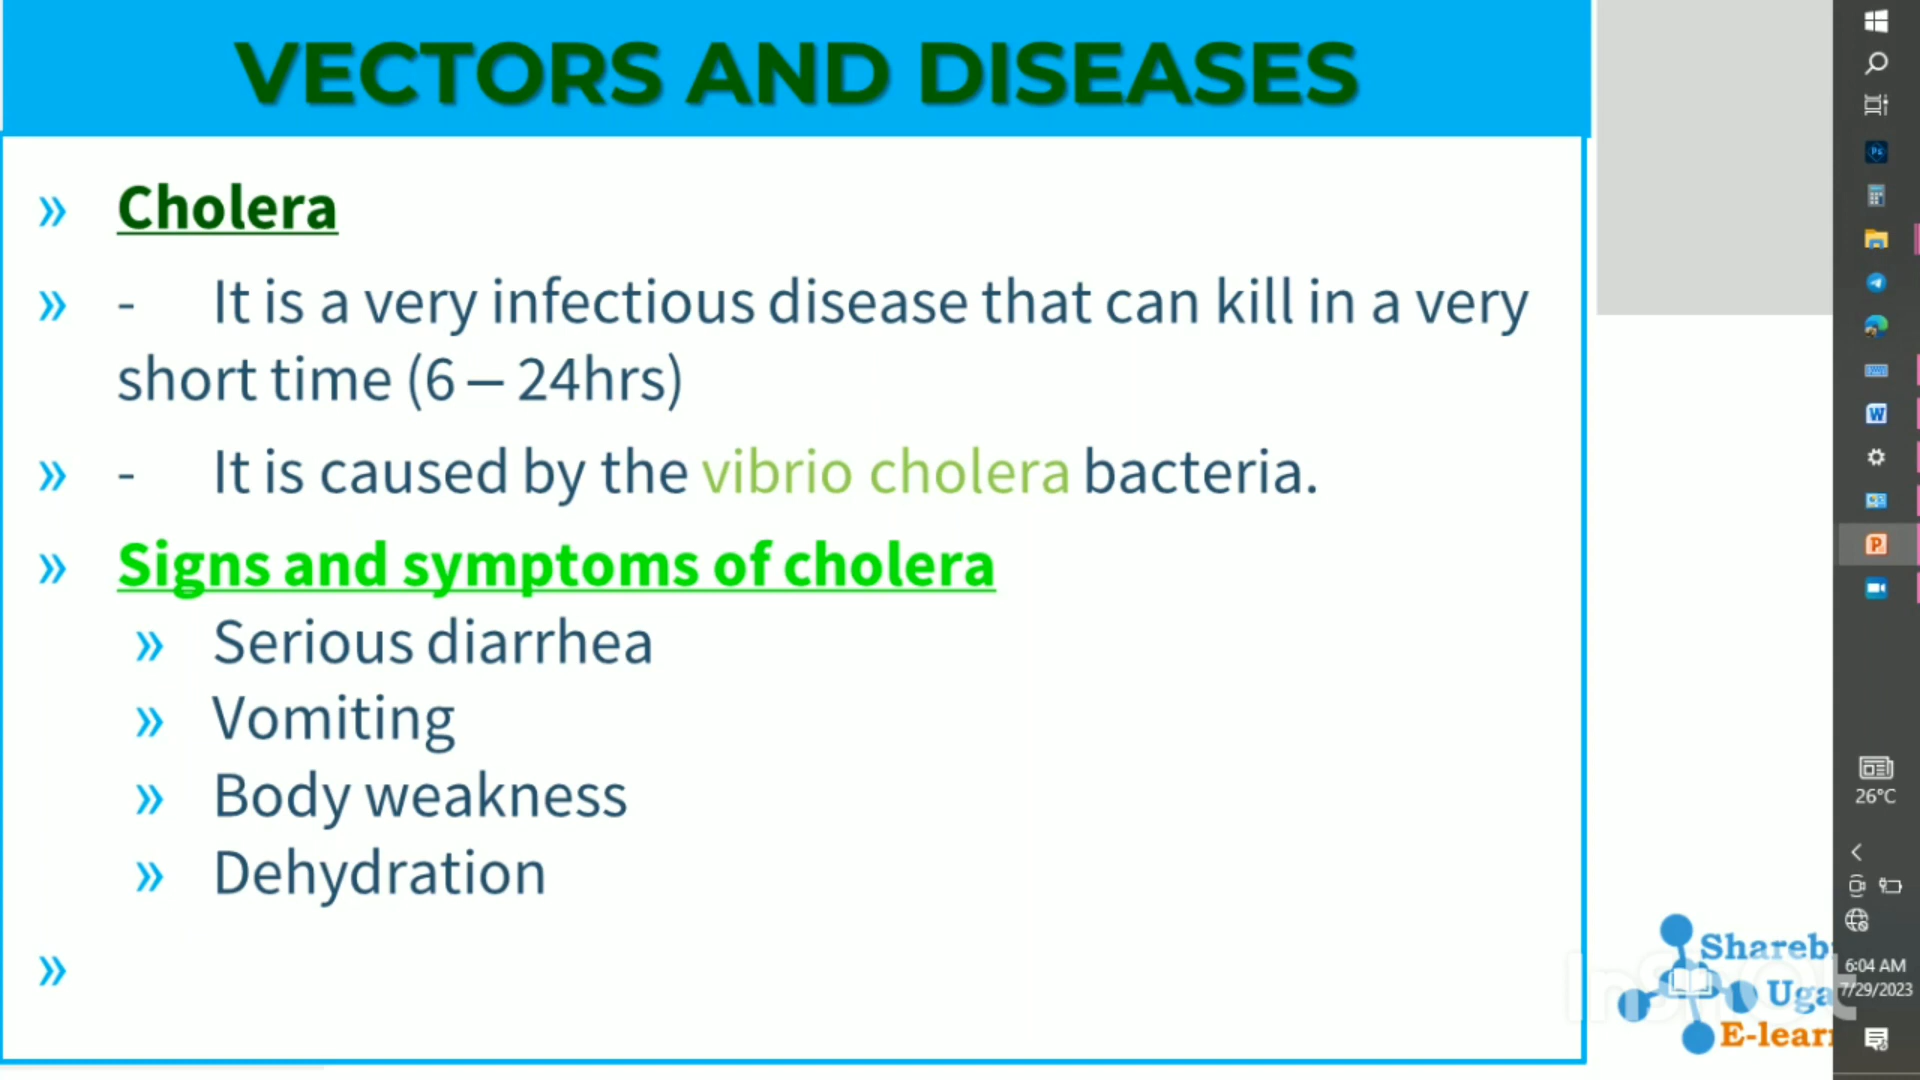 VECTORS AND DISEASES
» Cholera
» - It is a very infectious disease that can kill in a very
short time (6 – 24hrs)
» - It is caused by the vibrio cholera bacteria.
» Signs and symptoms of cholera
» Serious diarrhea
» Vomiting
» Body weakness
» Dehydration
»
26°C
Shareb
6:04 AM
Uga
7/29/2023
E-lear
InShot